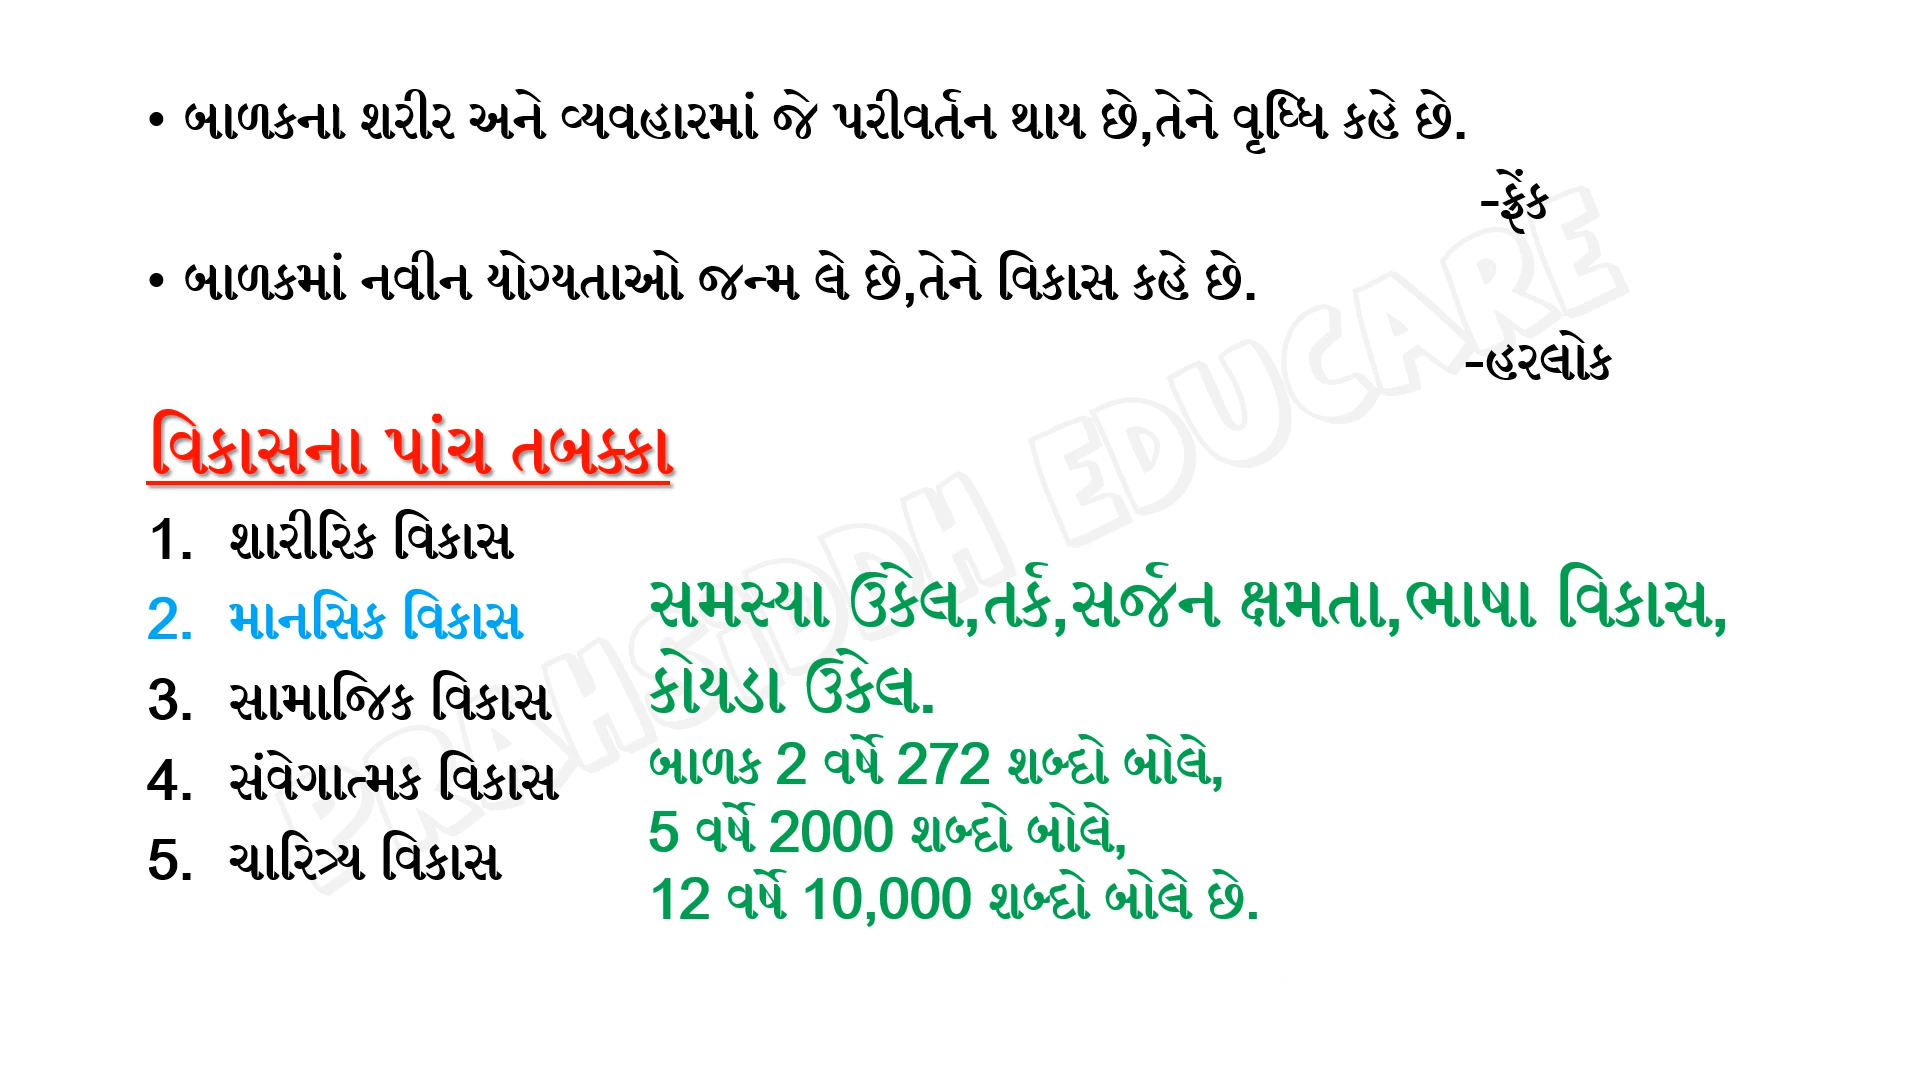 • બાળકના શરીર અને વ્યવહારમાં જે પરીવર્તન થાય છે,તેને વૃધ્ધિ કહે છે.
-ફ્રેંક
• બાળકમાં નવીન યોગ્યતાઓ જન્મ લે છે,તેને વિકાસ કહે છે.
-હરલોક
વિકાસના પાંચ તબક્કા
1. શારીરિક વિકાસ
2. માનસિક વિકાસ
3. સામાજિક વિકાસ
4. સંવેગાત્મક વિકાસ
5. ચારિત્ર્ય વિકાસ
સમસ્યા ઉકેલ,તર્ક,સર્જન ક્ષમતા,ભાષા વિકાસ,
કોયડા ઉકેલ.
બાળક 2 વર્ષે 272 શબ્દો બોલે,
5 વર્ષે 2000 શબ્દો બોલે,
12 વર્ષે 10,000 શબ્દો બોલે છે.
PRAHSiDDH EDUCARE